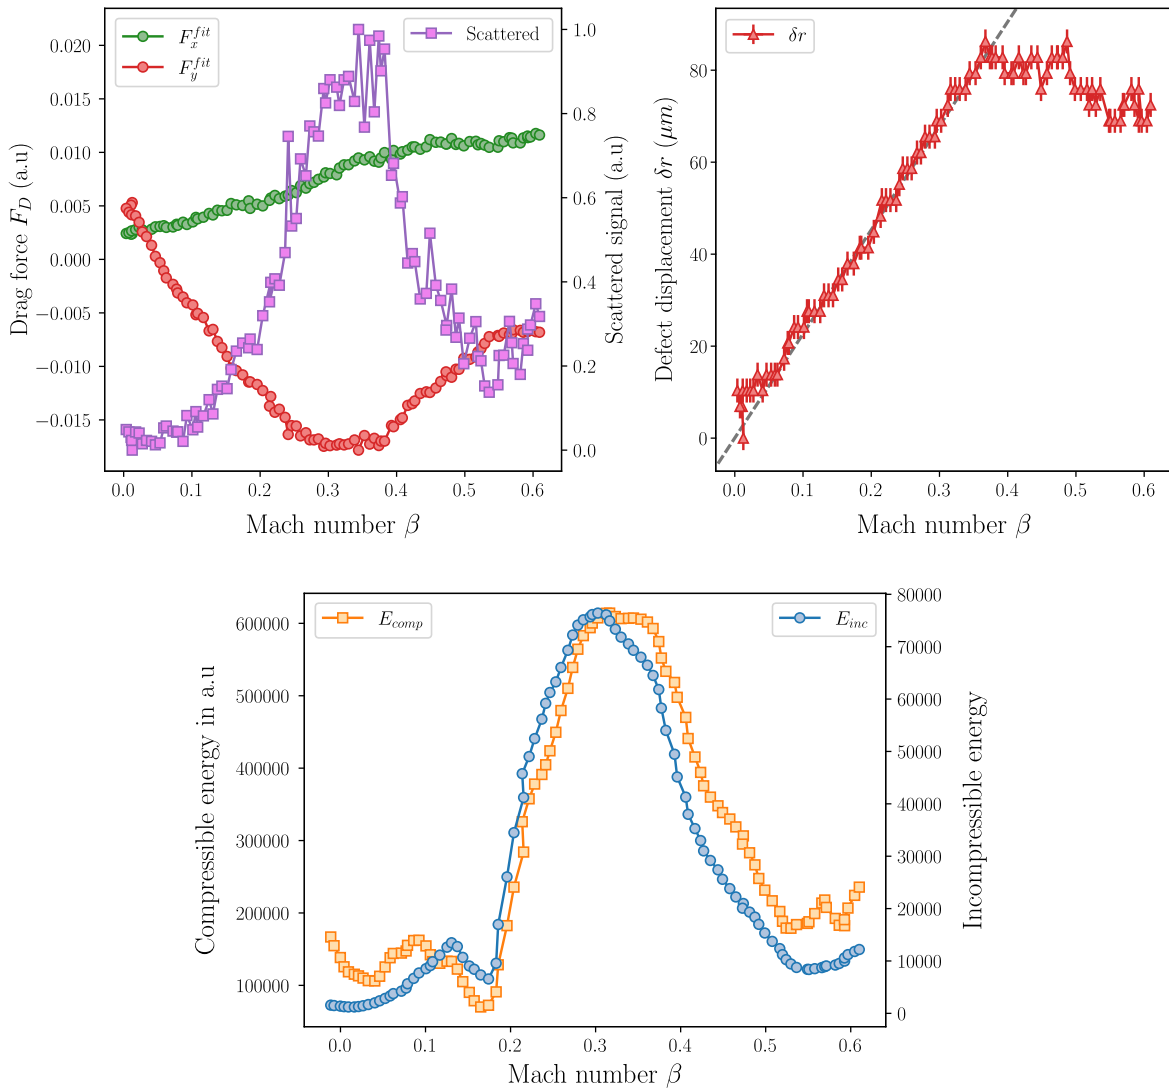 F_x^{fit}
F_y^{fit}
Scattered
0.020
0.015
0.010
0.005
0.000
−0.005
−0.010
−0.015
Drag force F_D (a.u)
1.0
0.8
0.6
0.4
0.2
0.0
Scattered signal (a.u)
0.0 0.1 0.2 0.3 0.4 0.5 0.6
Mach number β
δr
80
60
40
20
0
Defect displacement δr (μm)
0.0 0.1 0.2 0.3 0.4 0.5 0.6
Mach number β
E_{comp}
E_{inc}
600000
500000
400000
300000
200000
100000
Compressible energy in a.u
80000
70000
60000
50000
40000
30000
20000
10000
0
Incompressible energy
0.0 0.1 0.2 0.3 0.4 0.5 0.6
Mach number β